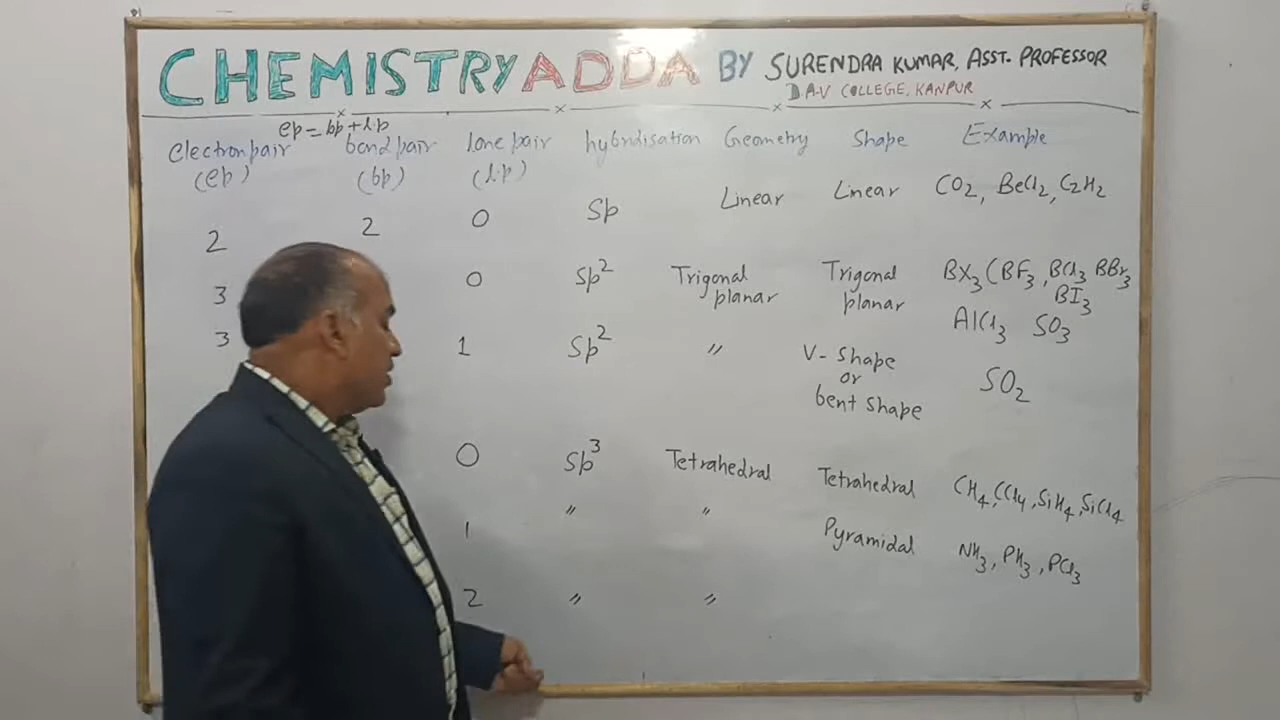 CHEMISTRY ADDA BY SURENDRA KUMAR, ASST. PROFESSOR
D A-V COLLEGE, KANPUR
ep = bp + l.p
electron pair (ep) bond pair (bp) lone pair (l.p) hybridisation Geometry Shape Example
2 2 0 Sp Linear Linear CO2, BeCl2, C2H2
3 0 Sp2 Trigonal planar Trigonal planar BX3 (BF3, BCl3 BBr3 BI3
AlCl3 SO3
3 1 Sp2 〃 V- Shape or bent Shape SO2
0 Sp3 Tetrahedral Tetrahedral CH4, CCl4, SiH4, SiCl4
1 〃 〃 Pyramidal NH3, PH3, PCl3
2 〃 〃